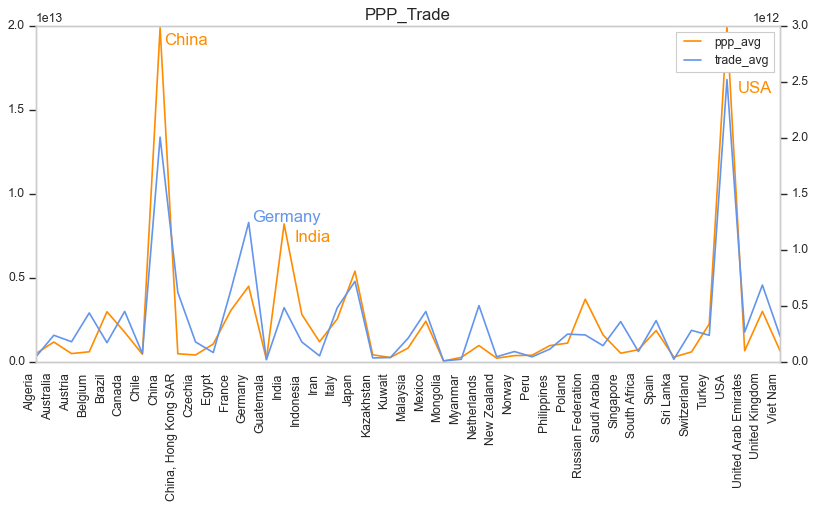 PPP_Trade
1e13
1e12
2.0
1.5
1.0
0.5
0.0
3.0
2.5
2.0
1.5
1.0
0.5
0.0
ppp_avg
trade_avg
China
USA
Germany
India
Algeria
Australia
Austria
Belgium
Brazil
Canada
Chile
China
China, Hong Kong SAR
Czechia
Egypt
France
Germany
Guatemala
India
Indonesia
Iran
Italy
Japan
Kazakhstan
Kuwait
Malaysia
Mexico
Mongolia
Myanmar
Netherlands
New Zealand
Norway
Peru
Philippines
Poland
Russian Federation
Saudi Arabia
Singapore
South Africa
Spain
Sri Lanka
Switzerland
Turkey
USA
United Arab Emirates
United Kingdom
Viet Nam